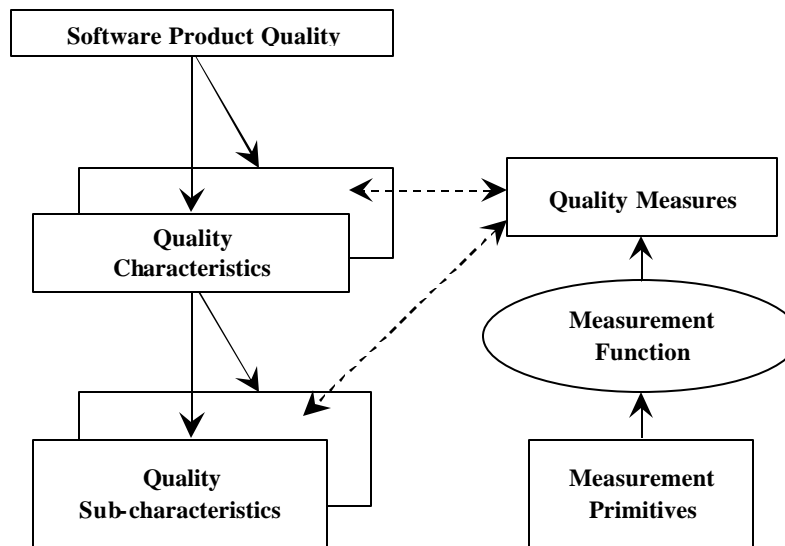 Software Product Quality
Quality
Characteristics
Quality
Sub-characteristics
Quality Measures
Measurement
Function
Measurement
Primitives